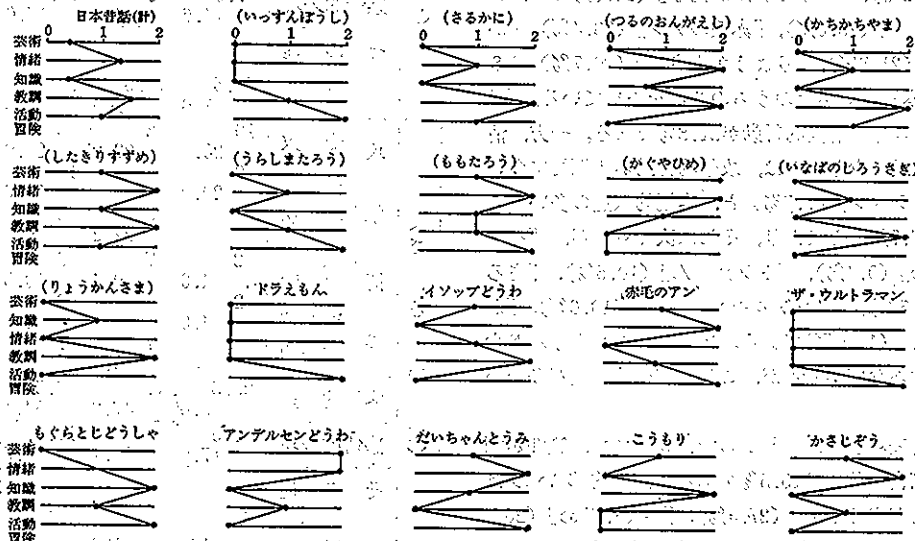 日本昔話(計) (いっすんぼうし) (さるかに) (つるのおんがえし) (かちかちやま)
0 1 2 0 1 2 0 1 2 0 1 2 0 1 2
芸術
情緒
知識
教訓
活動
冒険
(したきりすずめ) (うらしまたろう) (ももたろう) (かぐやひめ) (いなばのしろうさぎ)
芸術
情緒
知識
教訓
活動
冒険
(りょうかんさま) ドラえもん イソップどうわ 赤毛のアン ザ・ウルトラマン
芸術
知識
情緒
教訓
活動
冒険
もぐらとじどうしゃ アンデルセンどうわ だいちゃんとうみ こうもり かさじぞう
芸術
情緒
知識
教訓
活動
冒険